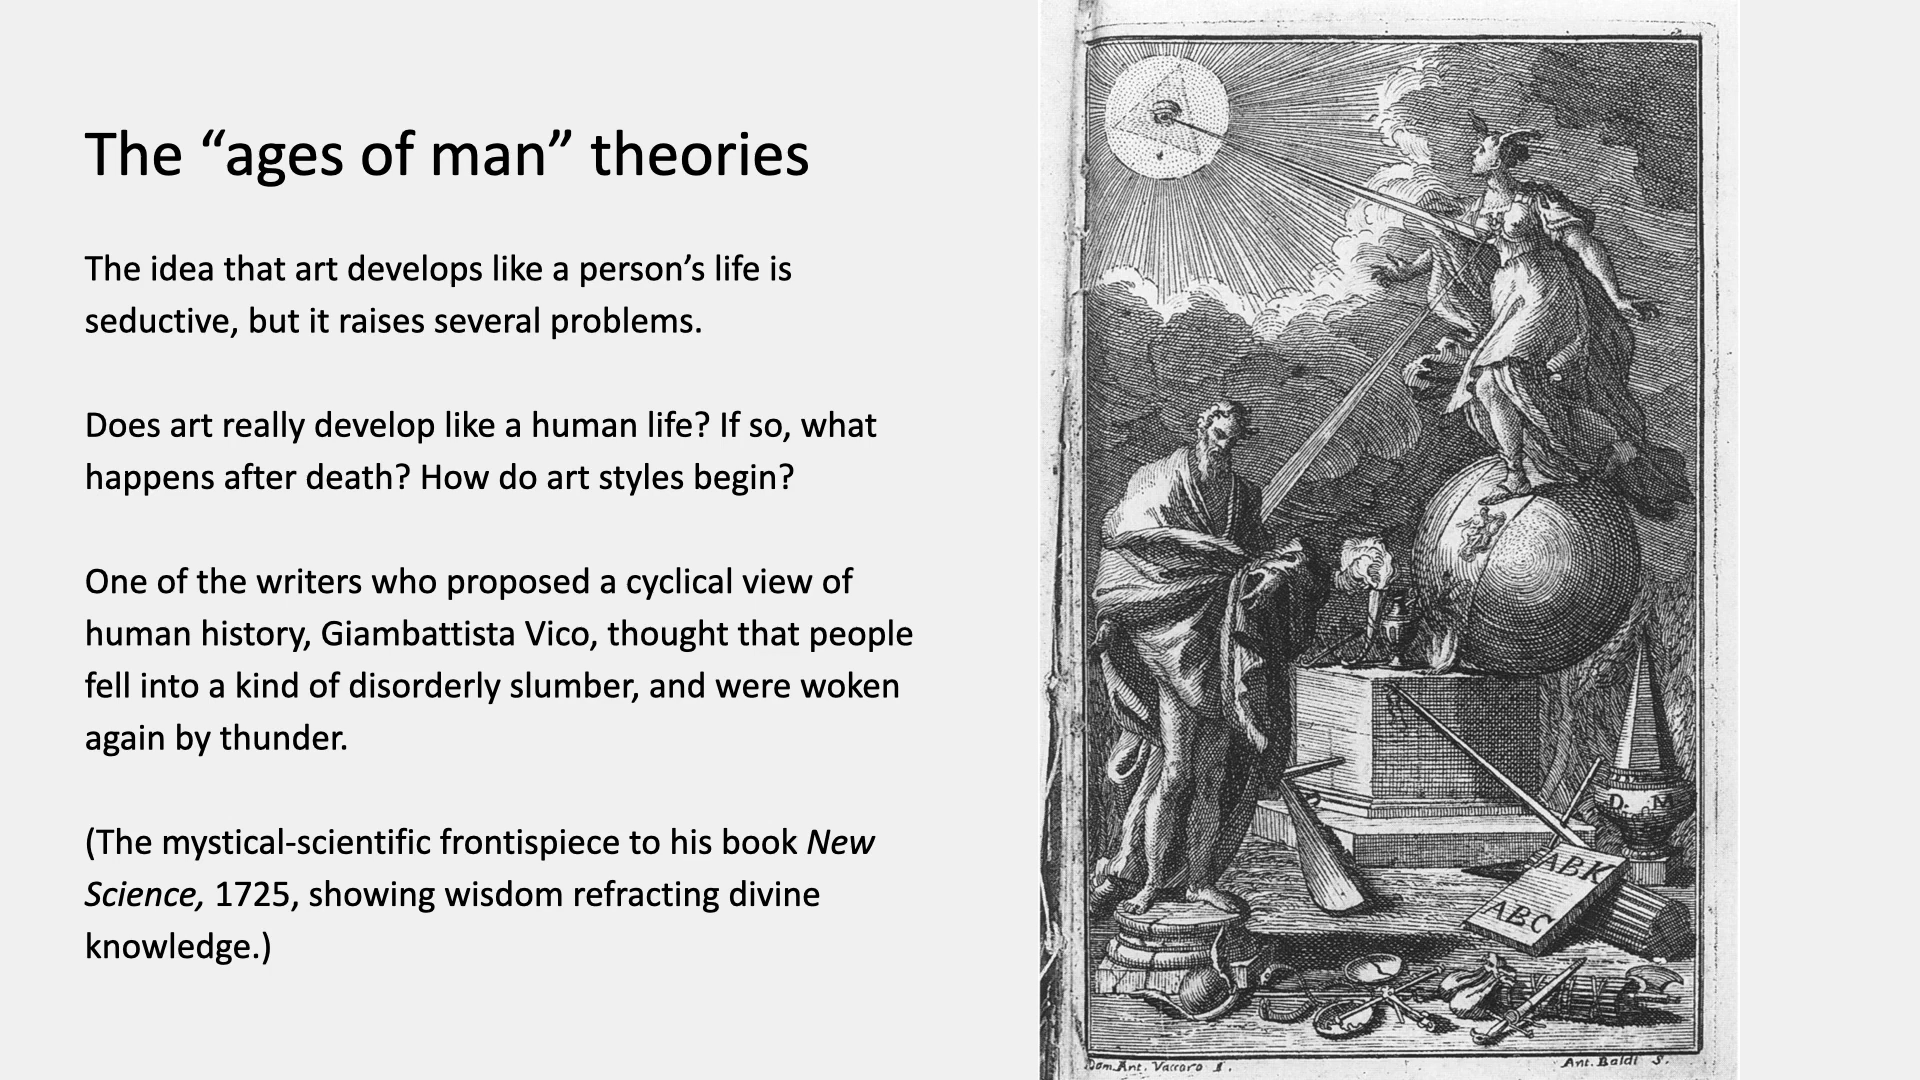 The “ages of man” theories
The idea that art develops like a person’s life is
seductive, but it raises several problems.
Does art really develop like a human life? If so, what
happens after death? How do art styles begin?
One of the writers who proposed a cyclical view of
human history, Giambattista Vico, thought that people
fell into a kind of disorderly slumber, and were woken
again by thunder.
(The mystical-scientific frontispiece to his book New
Science, 1725, showing wisdom refracting divine
knowledge.)
D. M
ABK
ABC
Dom. Ant. Vaccaro I.
Ant. Baldi S.